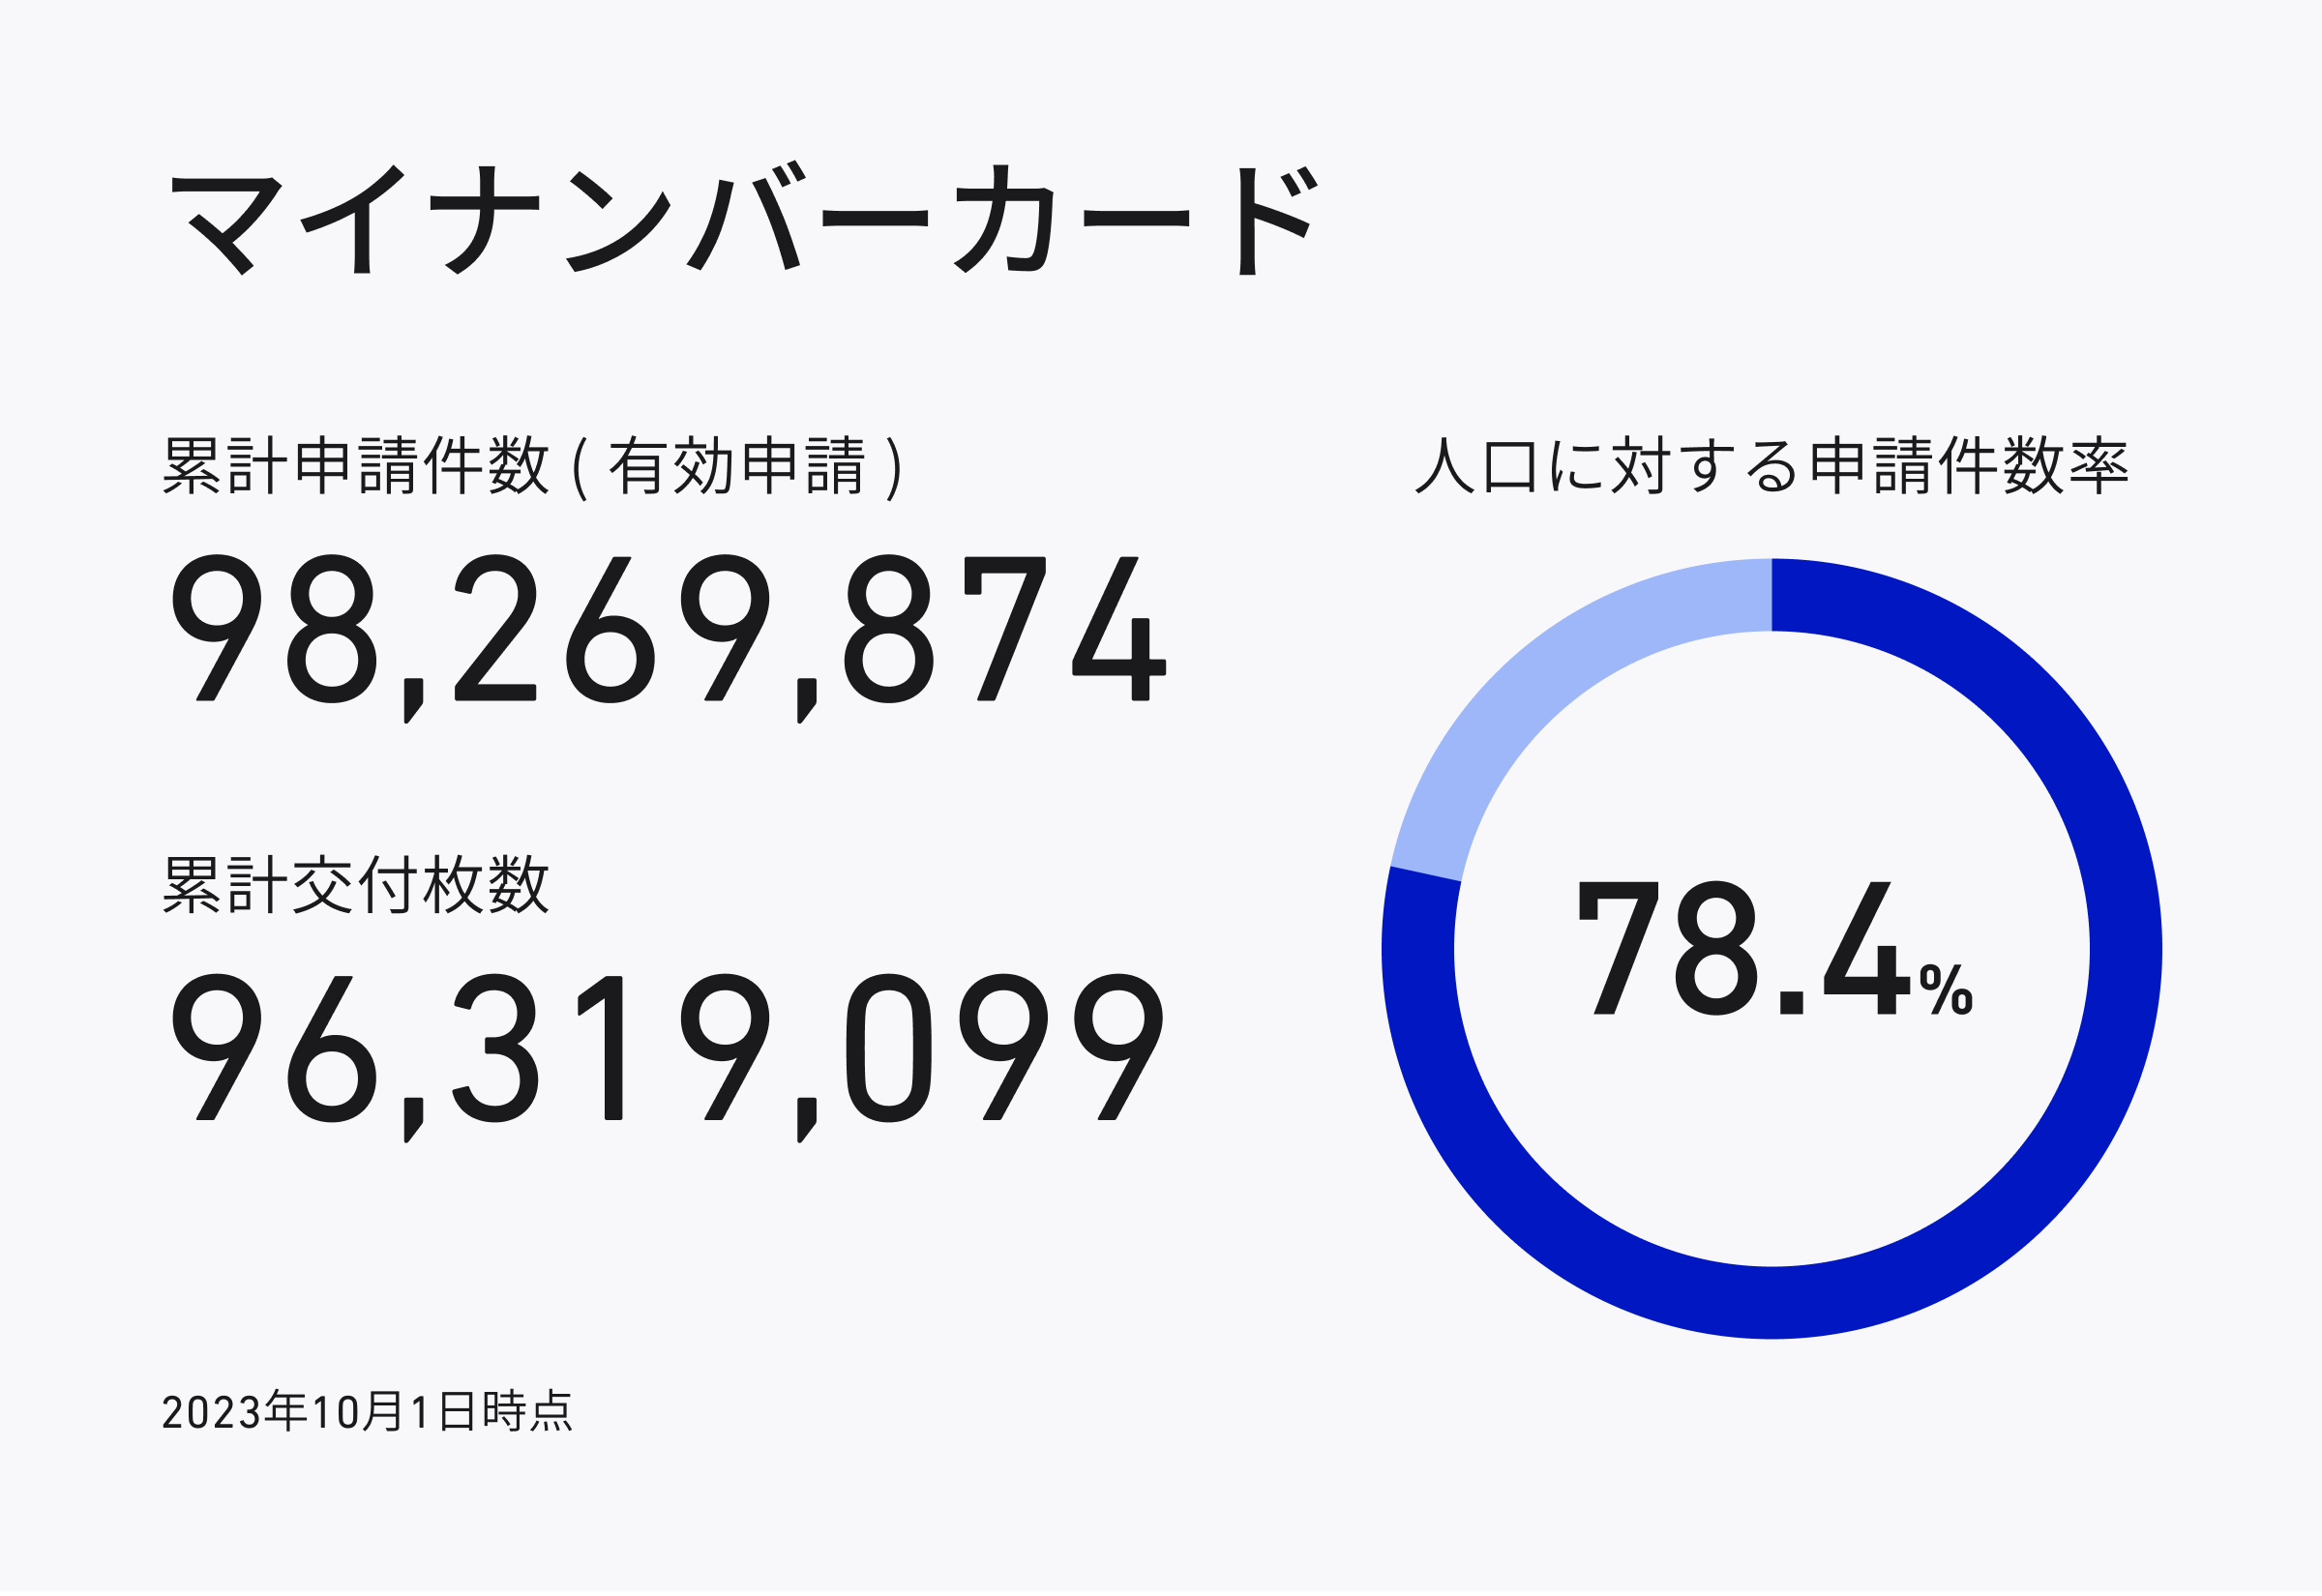 マイナンバーカード
累計申請件数(有効申請)
98,269,874
累計交付枚数
96,319,099
人口に対する申請件数率
78.4%
2023年10月1日時点